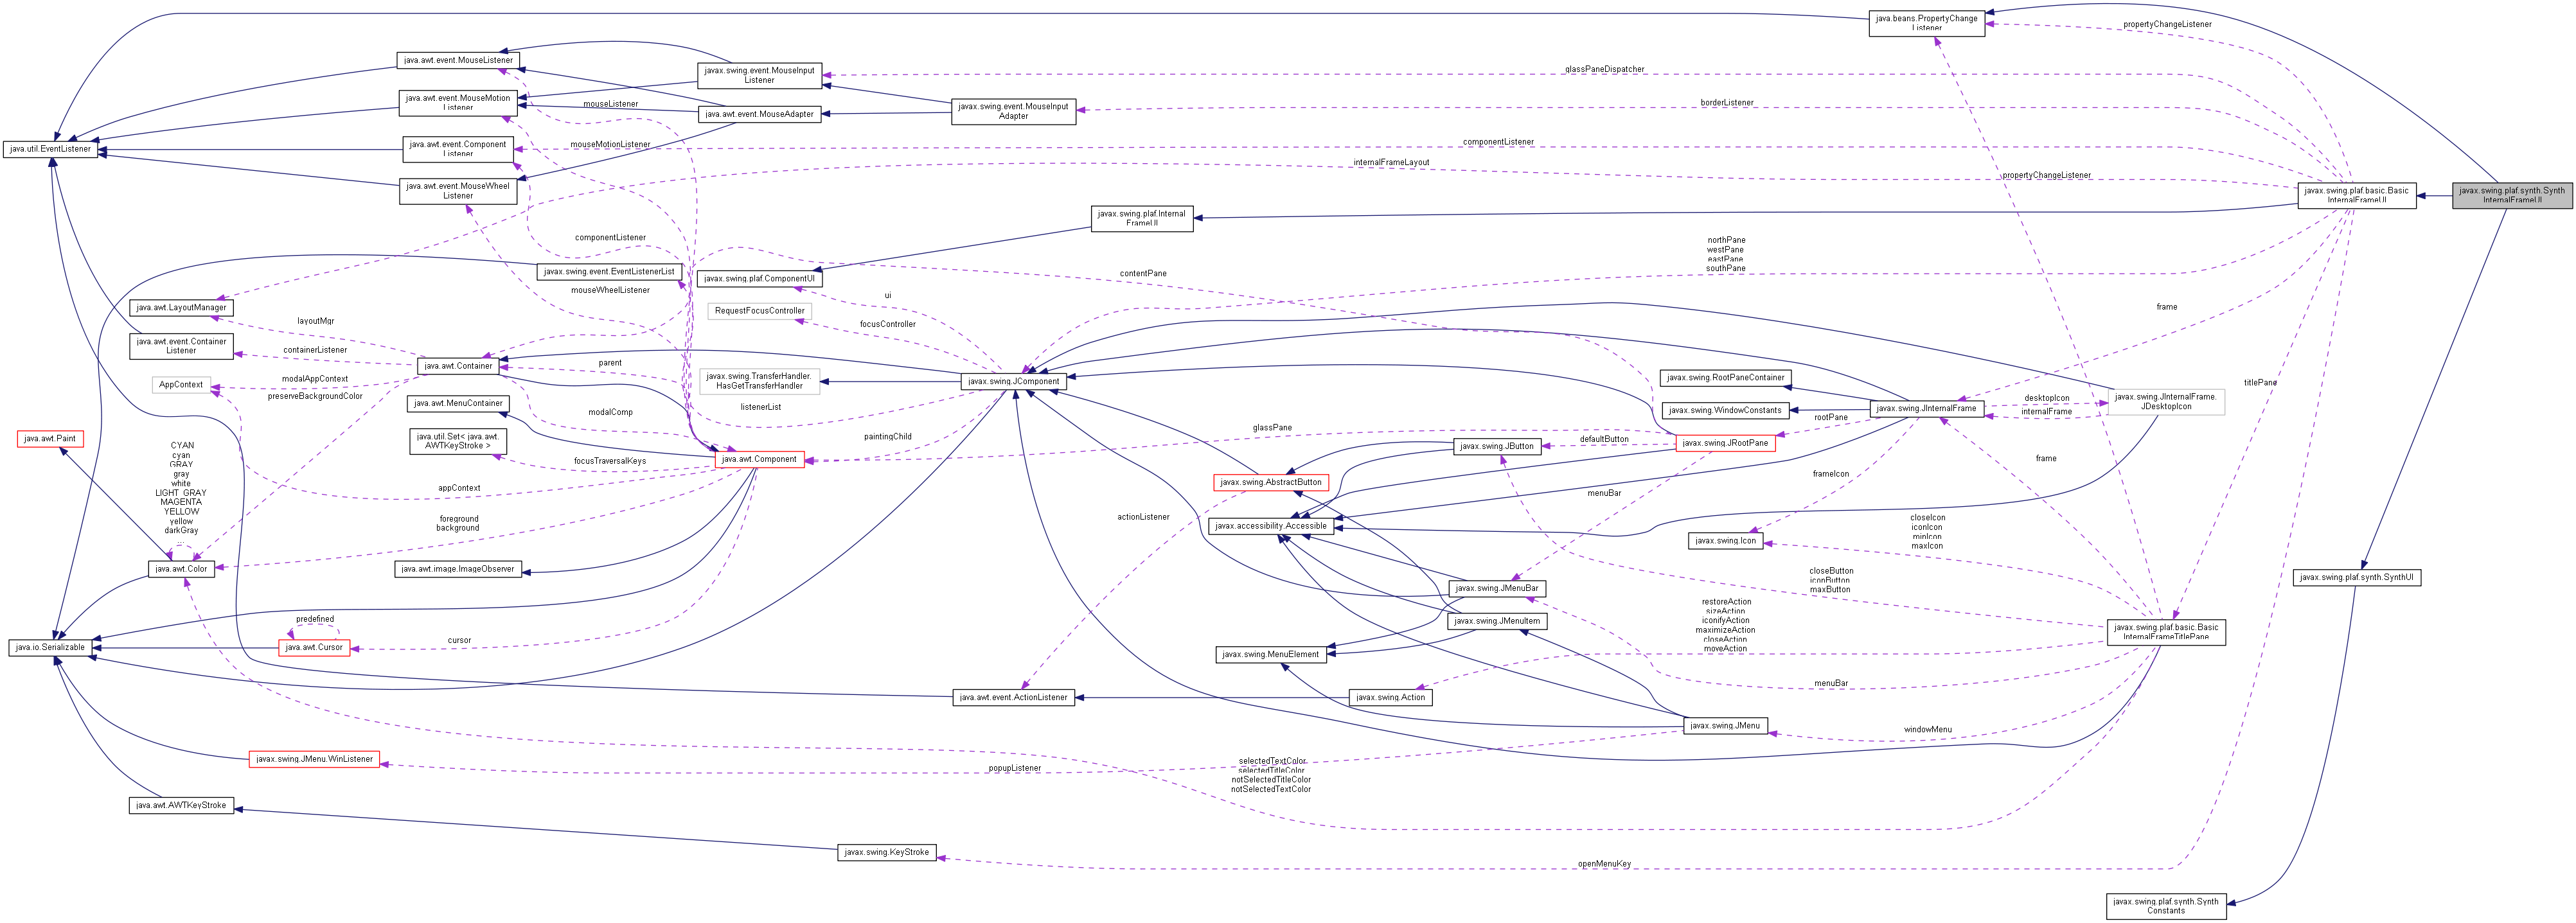 java.beans.PropertyChange
Listener
propertyChangeListener
java.awt.event.MouseListener
javax.swing.event.MouseInput
Listener
glassPaneDispatcher
java.awt.event.MouseMotion
Listener
mouseListener
java.awt.event.MouseAdapter
javax.swing.event.MouseInput
Adapter
borderListener
java.util.EventListener
java.awt.event.Component
Listener
mouseMotionListener
componentListener
internalFrameLayout
propertyChangeListener
java.awt.event.MouseWheel
Listener
javax.swing.plaf.basic.Basic
InternalFrameUI
javax.swing.plaf.synth.Synth
InternalFrameUI
javax.swing.plaf.Internal
FrameUI
componentListener
northPane
westPane
eastPane
southPane
javax.swing.event.EventListenerList
javax.swing.plaf.ComponentUI
contentPane
mouseWheelListener
ui
java.awt.LayoutManager
RequestFocusController
frame
layoutMgr
focusController
java.awt.event.Container
Listener
containerListener
java.awt.Container
parent
AppContext
modalAppContext
preserveBackgroundColor
javax.swing.TransferHandler.
HasGetTransferHandler
javax.swing.JComponent
javax.swing.RootPaneContainer
titlePane
java.awt.MenuContainer
modalComp
listenerList
javax.swing.WindowConstants
javax.swing.JInternalFrame
desktopIcon
internalFrame
javax.swing.JInternalFrame.
JDesktopIcon
java.awt.Paint
java.util.Set< java.awt.
AWTKeyStroke >
paintingChild
glassPane
javax.swing.JButton
defaultButton
rootPane
javax.swing.JRootPane
CYAN
cyan
GRAY
gray
white
LIGHT_GRAY
MAGENTA
YELLOW
yellow
darkGray
...
focusTraversalKeys
java.awt.Component
frame
appContext
javax.swing.AbstractButton
menuBar
frameIcon
foreground
background
actionListener
javax.accessibility.Accessible
javax.swing.Icon
closeIcon
iconIcon
minIcon
maxIcon
java.awt.Color
java.awt.image.ImageObserver
javax.swing.JMenuBar
closeButton
iconButton
maxButton
javax.swing.plaf.synth.SynthUI
predefined
restoreAction
sizeAction
iconifyAction
maximizeAction
closeAction
moveAction
javax.swing.JMenuItem
javax.swing.plaf.basic.Basic
InternalFrameTitlePane
java.io.Serializable
java.awt.Cursor
cursor
javax.swing.MenuElement
menuBar
java.awt.event.ActionListener
javax.swing.Action
javax.swing.JMenu
windowMenu
javax.swing.JMenu.WinListener
popupListener
selectedTextColor
selectedTitleColor
notSelectedTitleColor
notSelectedTextColor
java.awt.AWTKeyStroke
javax.swing.KeyStroke
openMenuKey
javax.swing.plaf.synth.Synth
Constants